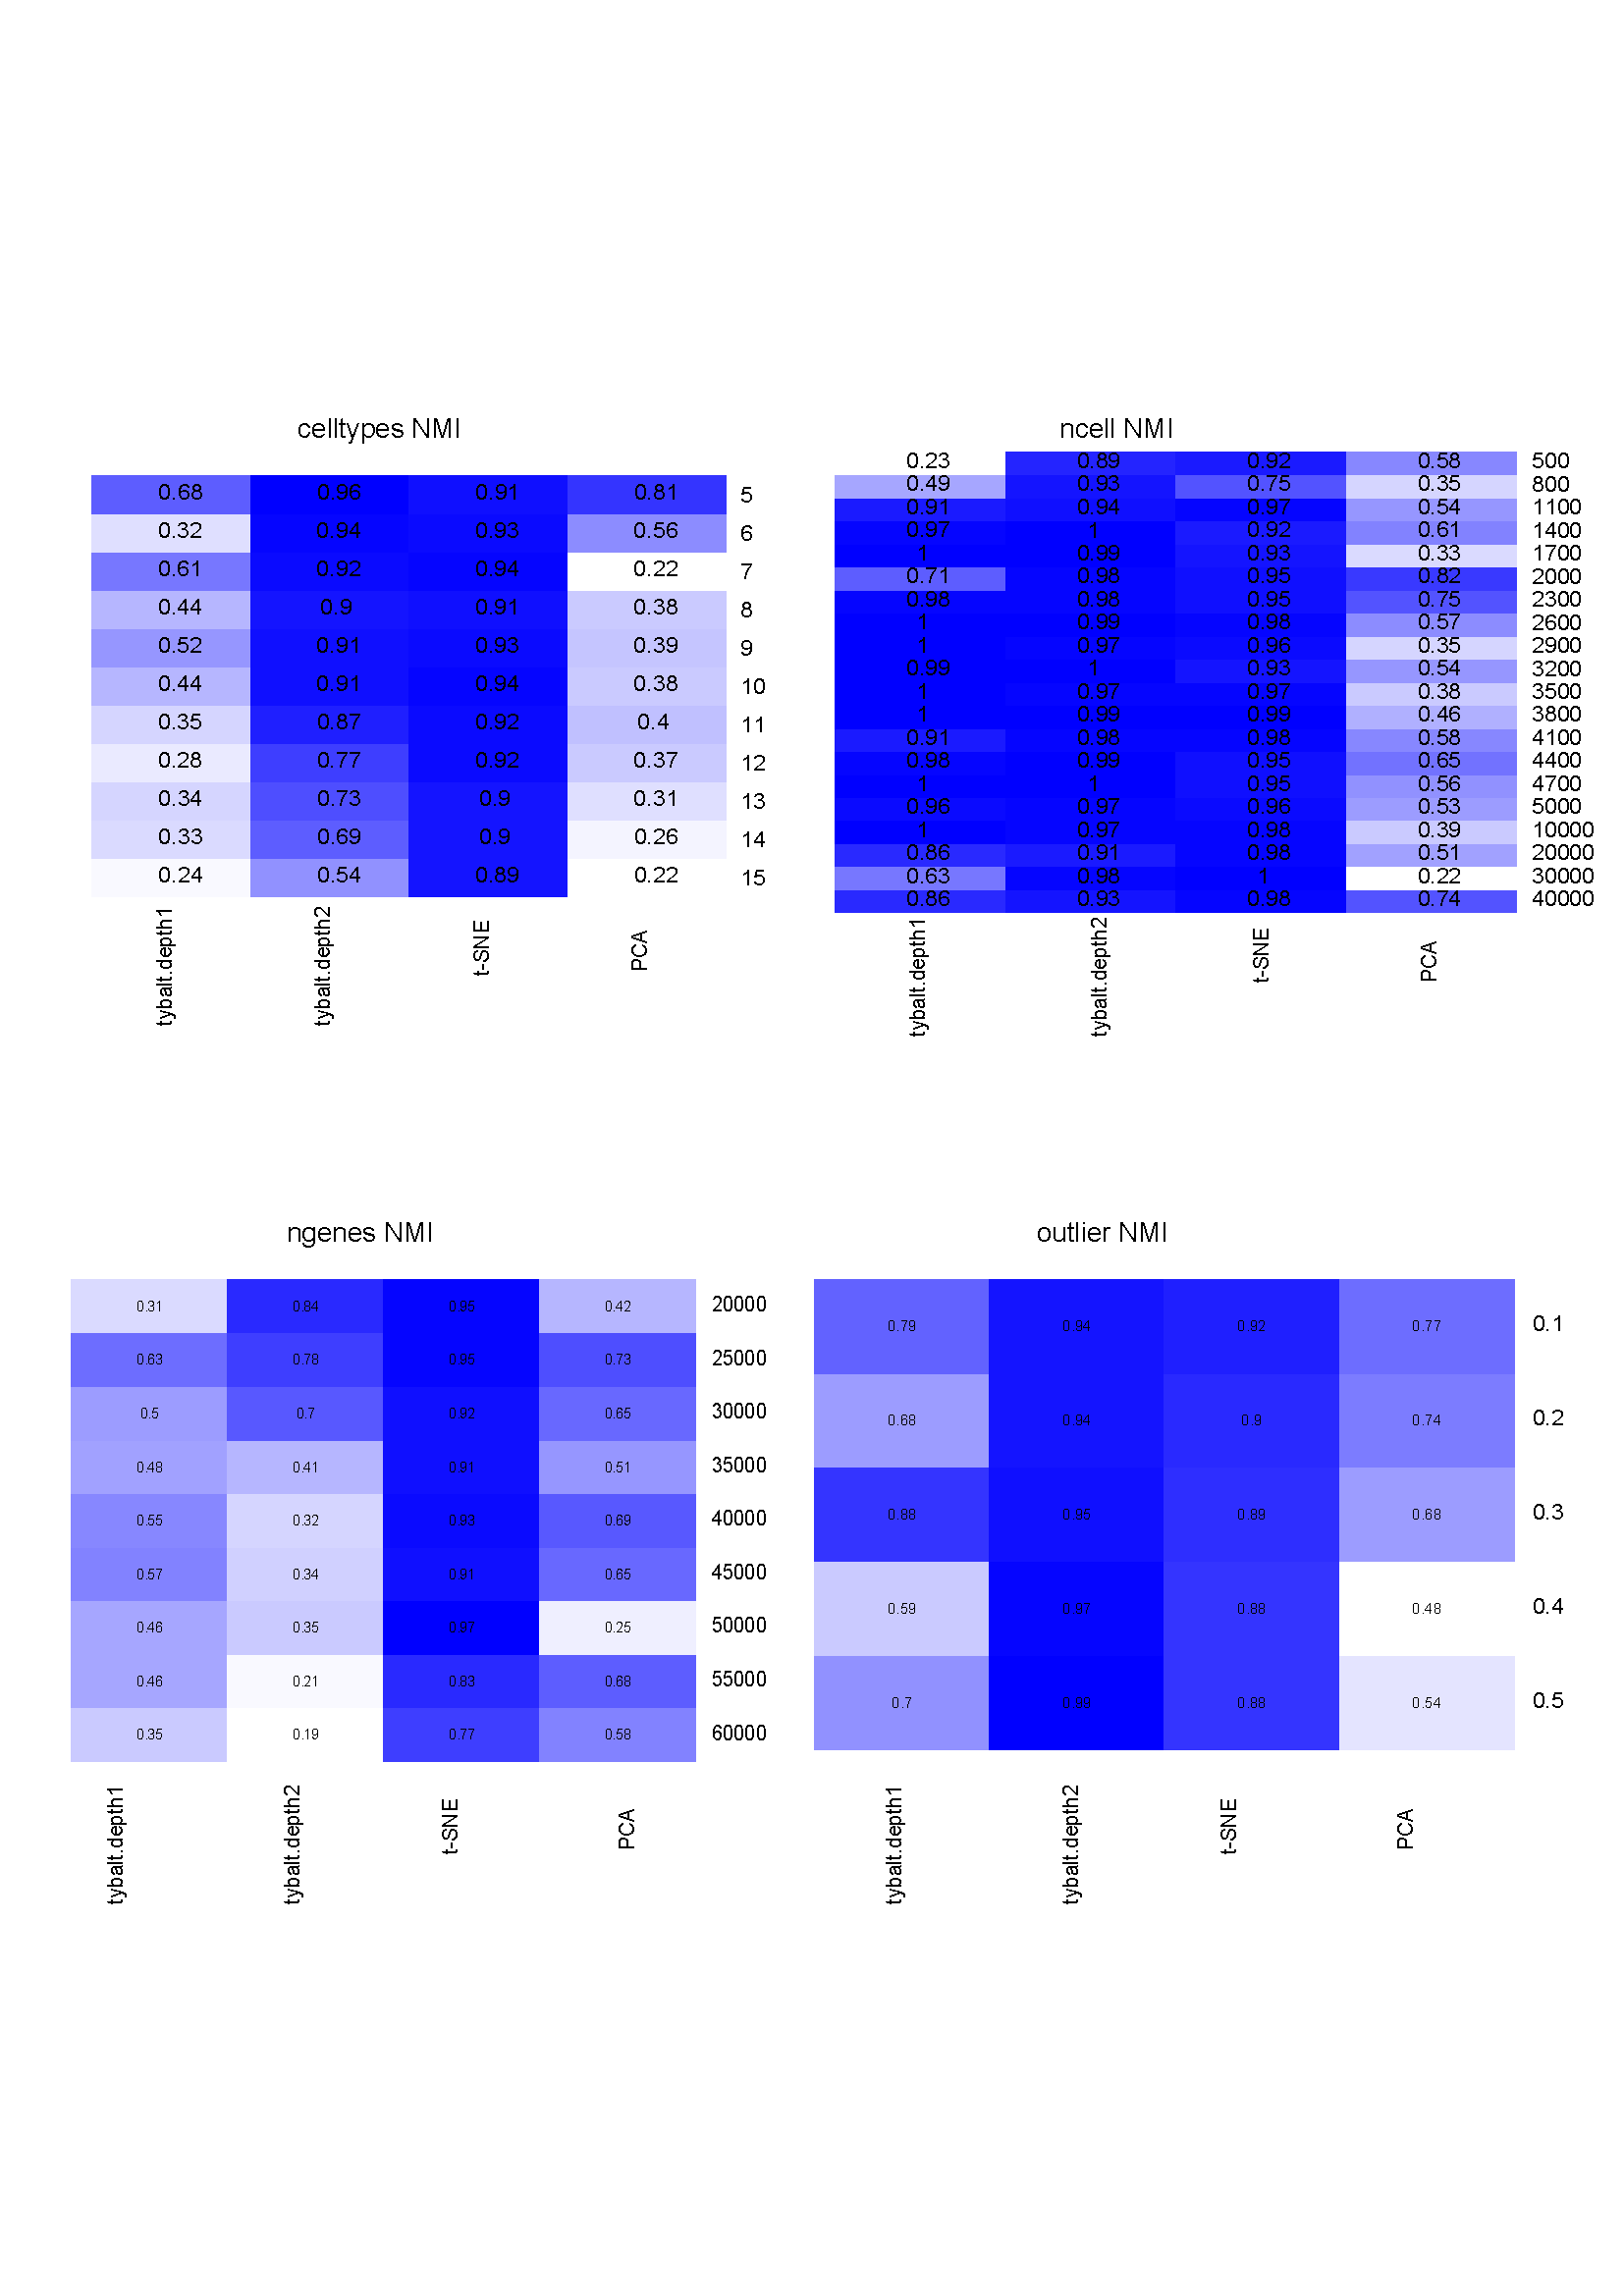 celltypes NMI
0.68 0.96 0.91 0.81 5
0.32 0.94 0.93 0.56 6
0.61 0.92 0.94 0.22 7
0.44 0.9 0.91 0.38 8
0.52 0.91 0.93 0.39 9
0.44 0.91 0.94 0.38 10
0.35 0.87 0.92 0.4 11
0.28 0.77 0.92 0.37 12
0.34 0.73 0.9 0.31 13
0.33 0.69 0.9 0.26 14
0.24 0.54 0.89 0.22 15
tybalt.depth1 tybalt.depth2 t-SNE PCA
ncell NMI
0.23 0.89 0.92 0.58 500
0.49 0.93 0.75 0.35 800
0.91 0.94 0.97 0.54 1100
0.97 1 0.92 0.61 1400
1 0.99 0.93 0.33 1700
0.71 0.98 0.95 0.82 2000
0.98 0.98 0.95 0.75 2300
1 0.99 0.98 0.57 2600
1 0.97 0.96 0.35 2900
0.99 1 0.93 0.54 3200
1 0.97 0.97 0.38 3500
1 0.99 0.99 0.46 3800
0.91 0.98 0.98 0.58 4100
0.98 0.99 0.95 0.65 4400
1 1 0.95 0.56 4700
0.96 0.97 0.96 0.53 5000
1 0.97 0.98 0.39 10000
0.86 0.91 0.98 0.51 20000
0.63 0.98 1 0.22 30000
0.86 0.93 0.98 0.74 40000
tybalt.depth1 tybalt.depth2 t-SNE PCA
ngenes NMI
0.31 0.84 0.95 0.42 20000
0.63 0.78 0.95 0.73 25000
0.5 0.7 0.92 0.65 30000
0.48 0.41 0.91 0.51 35000
0.55 0.32 0.93 0.69 40000
0.57 0.34 0.91 0.65 45000
0.46 0.35 0.97 0.25 50000
0.46 0.21 0.83 0.68 55000
0.35 0.19 0.77 0.58 60000
tybalt.depth1 tybalt.depth2 t-SNE PCA
outlier NMI
0.79 0.94 0.92 0.77 0.1
0.68 0.94 0.9 0.74 0.2
0.88 0.95 0.89 0.68 0.3
0.59 0.97 0.88 0.48 0.4
0.7 0.99 0.88 0.54 0.5
tybalt.depth1 tybalt.depth2 t-SNE PCA